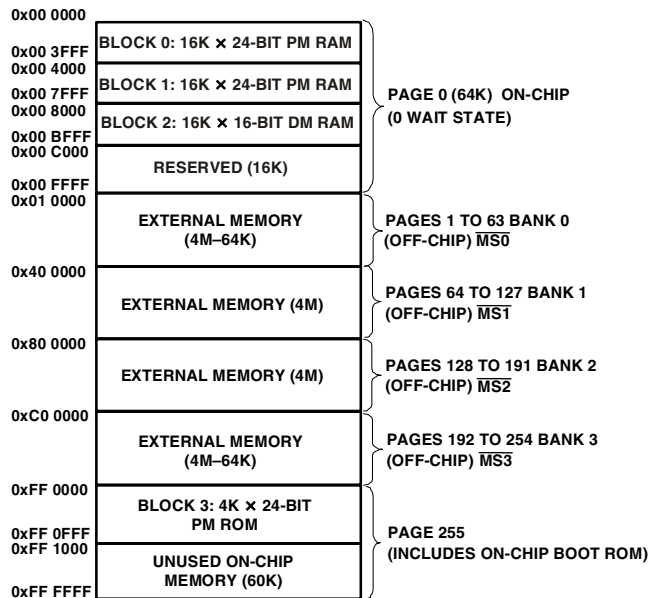 0x00 0000
BLOCK 0: 16K × 24-BIT PM RAM
0x00 3FFF
0x00 4000
BLOCK 1: 16K × 24-BIT PM RAM
0x00 7FFF
0x00 8000
BLOCK 2: 16K × 16-BIT DM RAM
0x00 BFFF
0x00 C000
RESERVED (16K)
0x00 FFFF
PAGE 0 (64K) ON-CHIP
(0 WAIT STATE)
0x01 0000
EXTERNAL MEMORY
(4M–64K)
PAGES 1 TO 63 BANK 0
(OFF-CHIP) MS0
0x40 0000
EXTERNAL MEMORY (4M)
PAGES 64 TO 127 BANK 1
(OFF-CHIP) MS1
0x80 0000
EXTERNAL MEMORY (4M)
PAGES 128 TO 191 BANK 2
(OFF-CHIP) MS2
0xC0 0000
EXTERNAL MEMORY
(4M–64K)
PAGES 192 TO 254 BANK 3
(OFF-CHIP) MS3
0xFF 0000
BLOCK 3: 4K × 24-BIT
PM ROM
0xFF 0FFF
0xFF 1000
UNUSED ON-CHIP
MEMORY (60K)
0xFF FFFF
PAGE 255
(INCLUDES ON-CHIP BOOT ROM)